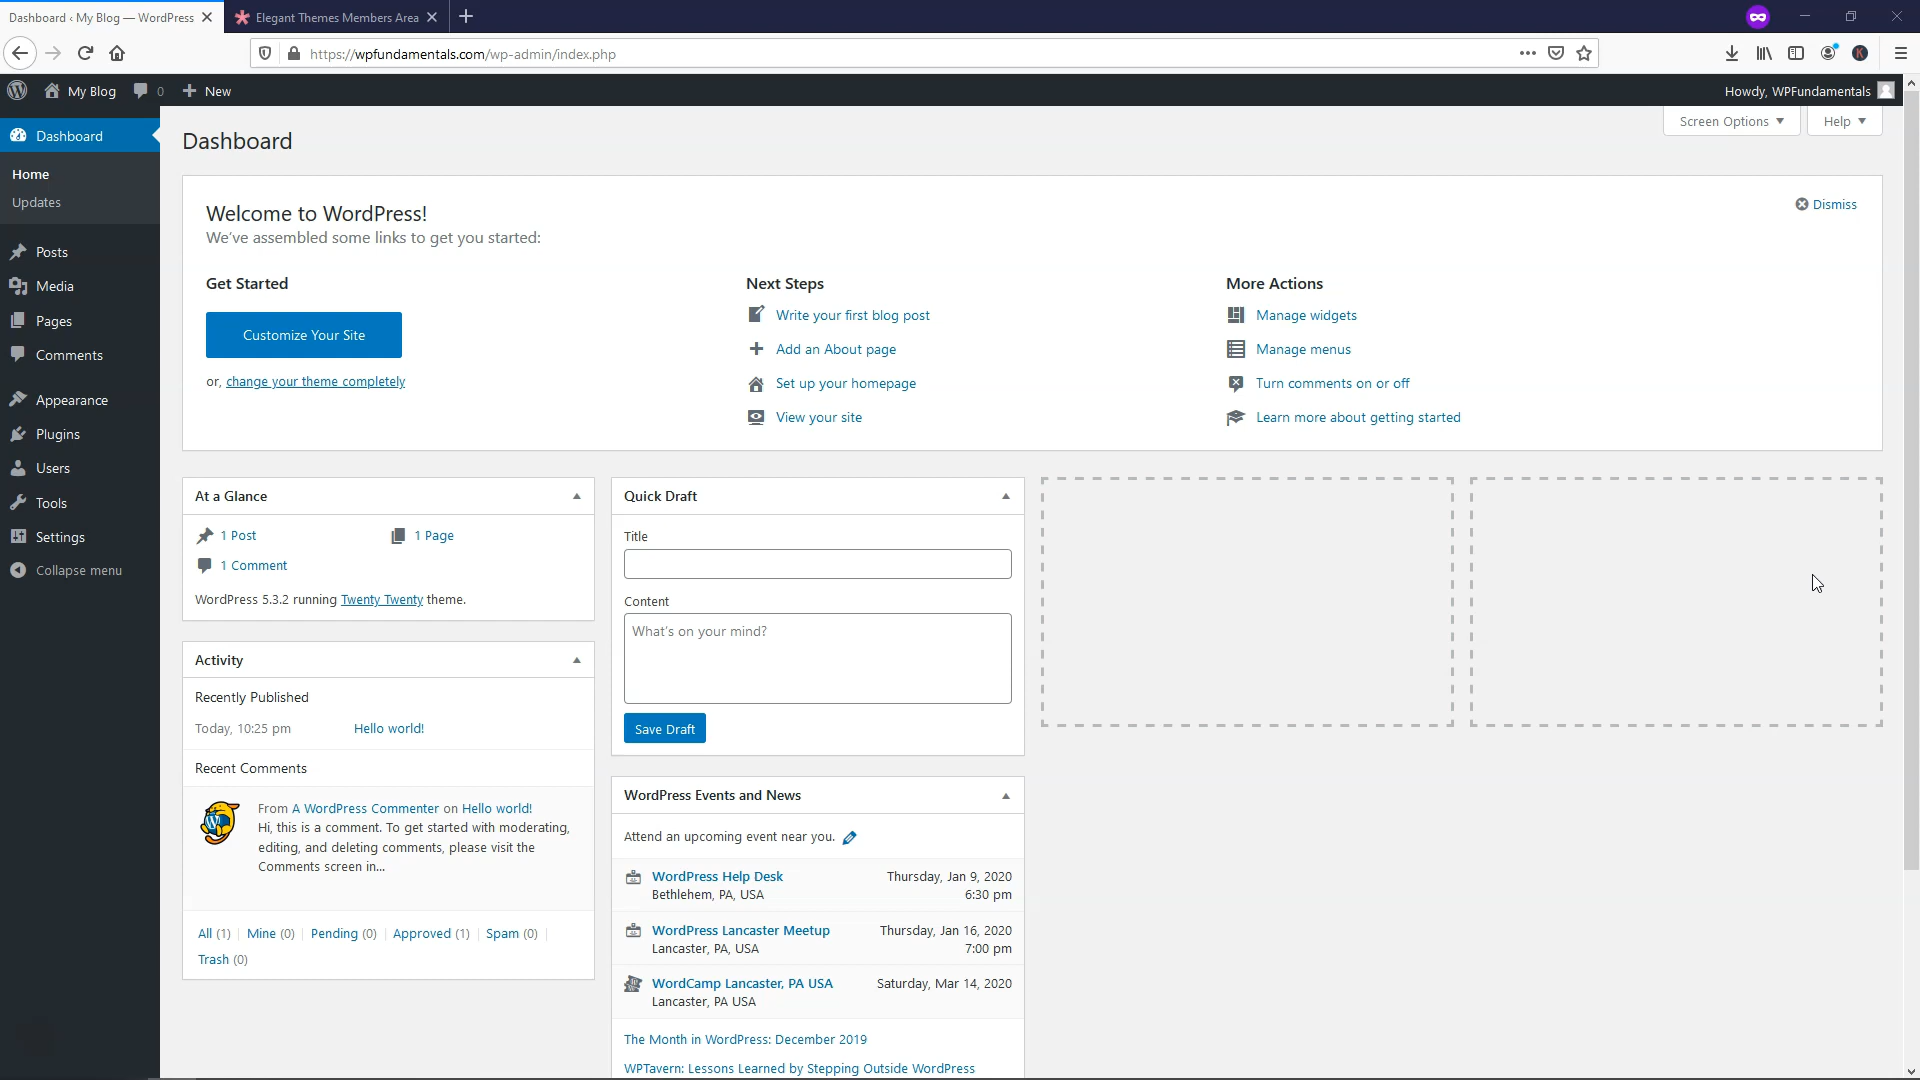 Dashboard ‹ My Blog — WordPress
Elegant Themes Members Area
https://wpfundamentals.com/wp-admin/index.php
K
My Blog
0
New
Howdy, WPFundamentals
Screen Options
Help
Dashboard
Home
Updates
Posts
Media
Pages
Comments
Appearance
Plugins
Users
Tools
Settings
Collapse menu
Dashboard
Welcome to WordPress!
We've assembled some links to get you started:
Dismiss
Get Started
Customize Your Site
or, change your theme completely
Next Steps
Write your first blog post
Add an About page
Set up your homepage
View your site
More Actions
Manage widgets
Manage menus
Turn comments on or off
Learn more about getting started
At a Glance
1 Post
1 Page
1 Comment
WordPress 5.3.2 running Twenty Twenty theme.
Activity
Recently Published
Today, 10:25 pm
Hello world!
Recent Comments
From A WordPress Commenter on Hello world!
Hi, this is a comment. To get started with moderating,
editing, and deleting comments, please visit the
Comments screen in...
All (1) | Mine (0) | Pending (0) | Approved (1) | Spam (0) |
Trash (0)
Quick Draft
Title
Content
What's on your mind?
Save Draft
WordPress Events and News
Attend an upcoming event near you.
WordPress Help Desk
Bethlehem, PA, USA
Thursday, Jan 9, 2020
6:30 pm
WordPress Lancaster Meetup
Lancaster, PA, USA
Thursday, Jan 16, 2020
7:00 pm
WordCamp Lancaster, PA USA
Lancaster, PA USA
Saturday, Mar 14, 2020
The Month in WordPress: December 2019
WPTavern: Lessons Learned by Stepping Outside WordPress